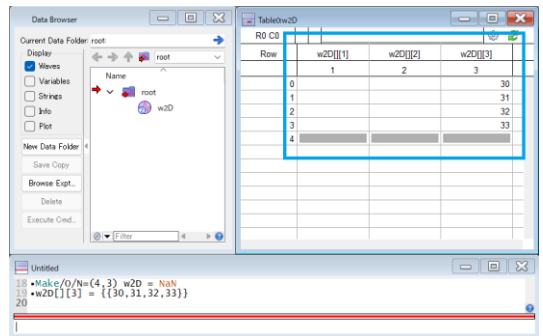 Data Browser
Current Data Folder: root:
Display
Waves
Variables
Strings
Info
Plot
New Data Folder
Save Copy
Browse Expt...
Delete
Execute Cmd...
root
Name
root
w2D
Filter
Table0:w2D
R0 C0
Row w2D[][1] w2D[][2] w2D[][3]
1 2 3
0 30
1 31
2 32
3 33
4
Untitled
18 •Make/O/N=(4,3) w2D = NaN
19 •w2D[][3] = {{30,31,32,33}}
20